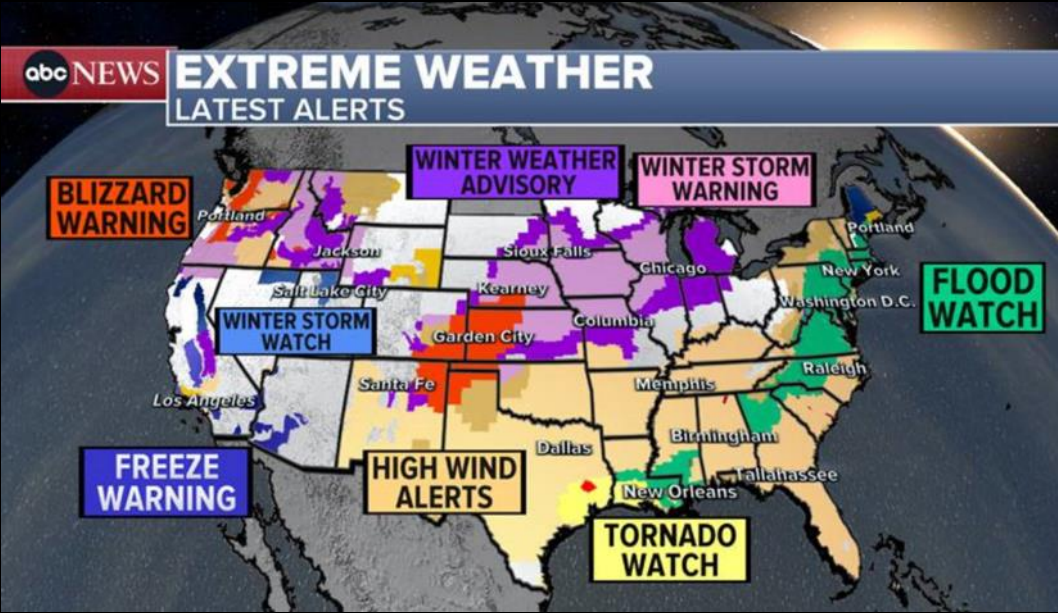 abc NEWS
EXTREME WEATHER
LATEST ALERTS
WINTER WEATHER
ADVISORY
WINTER STORM
WARNING
BLIZZARD
WARNING
Portland
Portland
Jackson
Sioux Falls
Chicago
New York
FLOOD
WATCH
Salt Lake City
Kearney
Washington D.C.
WINTER STORM
WATCH
Columbia
Garden City
Raleigh
Santa Fe
Memphis
Los Angeles
Birmingham
Dallas
FREEZE
WARNING
HIGH WIND
ALERTS
Tallahassee
New Orleans
TORNADO
WATCH